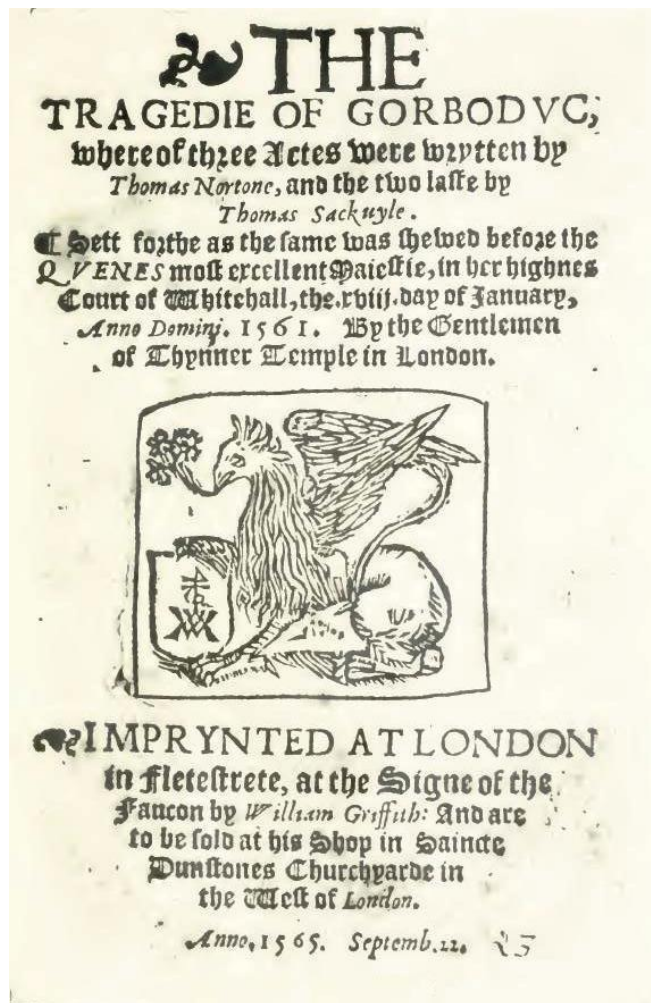 THE
TRAGEDIE OF GORBODVC,
where of three Actes were wrytten by
Thomas Nortone, and the two laste by
Thomas Sackuyle.
¶ Sett forthe as the same was shewed before the
QVENES most excellent Maiestie, in her highnes
Court of Whitehall, the .xviij. day of January,
Anno Domini. 1561. By the Gentlemen
of Thynner Temple in London.
IMPRYNTED AT LONDON
in Fletestrete, at the Signe of the
Faucon by William Griffith: And are
to be sold at his Shop in Saincte
Dunstones Churchyarde in
the West of London.
Anno, 1565. Septemb. 22.